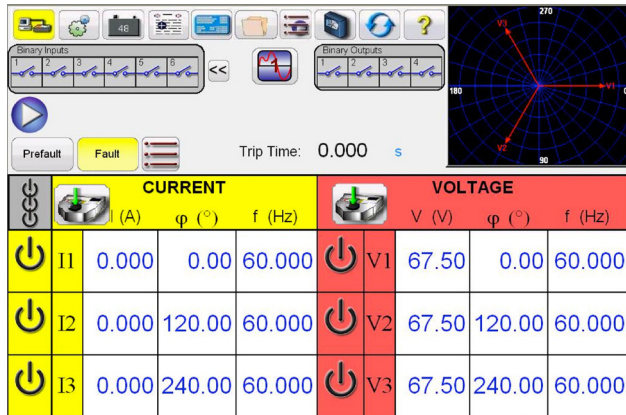 48
?
Binary Inputs
1 2 3 4 5 6
<<
Binary Outputs
1 2 3 4
270
V3
180
V1
0
V2
90
Prefault
Fault
Trip Time: 0.000 s
CURRENT VOLTAGE
I (A) φ (°) f (Hz) V (V) φ (°) f (Hz)
I1 0.000 0.00 60.000 V1 67.50 0.00 60.000
I2 0.000 120.00 60.000 V2 67.50 120.00 60.000
I3 0.000 240.00 60.000 V3 67.50 240.00 60.000